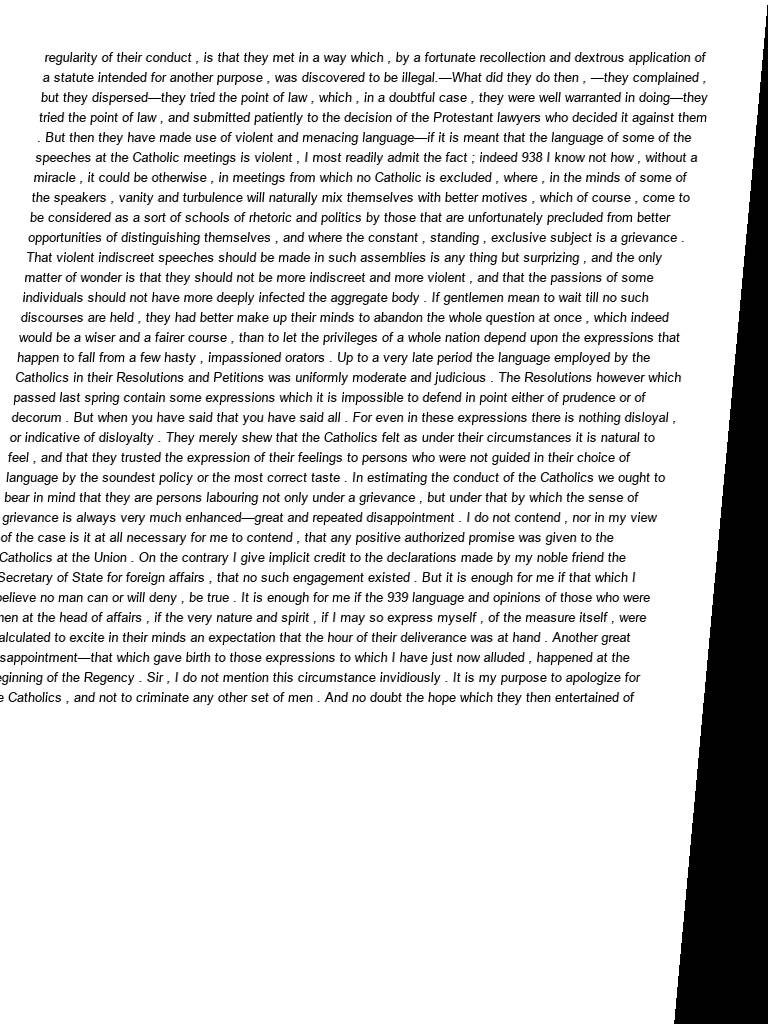 regularity of their conduct , is that they met in a way which , by a fortunate recollection and dextrous application of
a statute intended for another purpose , was discovered to be illegal.—What did they do then , —they complained ,
but they dispersed—they tried the point of law , which , in a doubtful case , they were well warranted in doing—they
tried the point of law , and submitted patiently to the decision of the Protestant lawyers who decided it against them
. But then they have made use of violent and menacing language—if it is meant that the language of some of the
speeches at the Catholic meetings is violent , I most readily admit the fact ; indeed 938 I know not how , without a
miracle , it could be otherwise , in meetings from which no Catholic is excluded , where , in the minds of some of
the speakers , vanity and turbulence will naturally mix themselves with better motives , which of course , come to
be considered as a sort of schools of rhetoric and politics by those that are unfortunately precluded from better
opportunities of distinguishing themselves , and where the constant , standing , exclusive subject is a grievance .
That violent indiscreet speeches should be made in such assemblies is any thing but surprizing , and the only
matter of wonder is that they should not be more indiscreet and more violent , and that the passions of some
individuals should not have more deeply infected the aggregate body . If gentlemen mean to wait till no such
discourses are held , they had better make up their minds to abandon the whole question at once , which indeed
would be a wiser and a fairer course , than to let the privileges of a whole nation depend upon the expressions that
happen to fall from a few hasty , impassioned orators . Up to a very late period the language employed by the
Catholics in their Resolutions and Petitions was uniformly moderate and judicious . The Resolutions however which
passed last spring contain some expressions which it is impossible to defend in point either of prudence or of
decorum . But when you have said that you have said all . For even in these expressions there is nothing disloyal ,
or indicative of disloyalty . They merely shew that the Catholics felt as under their circumstances it is natural to
feel , and that they trusted the expression of their feelings to persons who were not guided in their choice of
language by the soundest policy or the most correct taste . In estimating the conduct of the Catholics we ought to
bear in mind that they are persons labouring not only under a grievance , but under that by which the sense of
grievance is always very much enhanced—great and repeated disappointment . I do not contend , nor in my view
of the case is it at all necessary for me to contend , that any positive authorized promise was given to the
Catholics at the Union . On the contrary I give implicit credit to the declarations made by my noble friend the
Secretary of State for foreign affairs , that no such engagement existed . But it is enough for me if that which I
believe no man can or will deny , be true . It is enough for me if the 939 language and opinions of those who were
hen at the head of affairs , if the very nature and spirit , if I may so express myself , of the measure itself , were
alculated to excite in their minds an expectation that the hour of their deliverance was at hand . Another great
sappointment—that which gave birth to those expressions to which I have just now alluded , happened at the
eginning of the Regency . Sir , I do not mention this circumstance invidiously . It is my purpose to apologize for
e Catholics , and not to criminate any other set of men . And no doubt the hope which they then entertained of